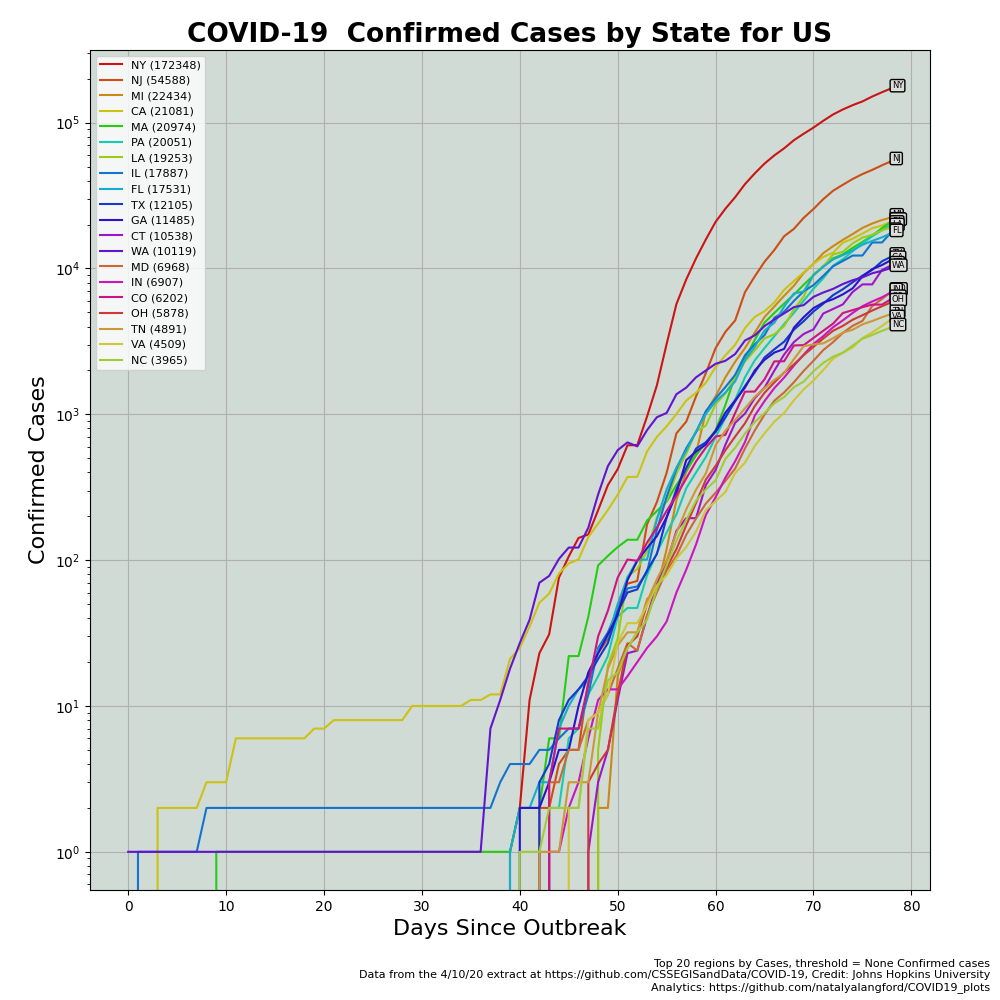 COVID-19  Confirmed Cases by State for US
NY (172348)
NJ (54588)
MI (22434)
CA (21081)
MA (20974)
PA (20051)
LA (19253)
IL (17887)
FL (17531)
TX (12105)
GA (11485)
CT (10538)
WA (10119)
MD (6968)
IN (6907)
CO (6202)
OH (5878)
TN (4891)
VA (4509)
NC (3965)
Confirmed Cases
10^5
10^4
10^3
10^2
10^1
10^0
NY
NJ
FL
WA
OH
VA
NC
0 10 20 30 40 50 60 70 80
Days Since Outbreak
Top 20 regions by Cases, threshold = None Confirmed cases
Data from the 4/10/20 extract at https://github.com/CSSEGISandData/COVID-19, Credit: Johns Hopkins University
Analytics: https://github.com/natalyalangford/COVID19_plots